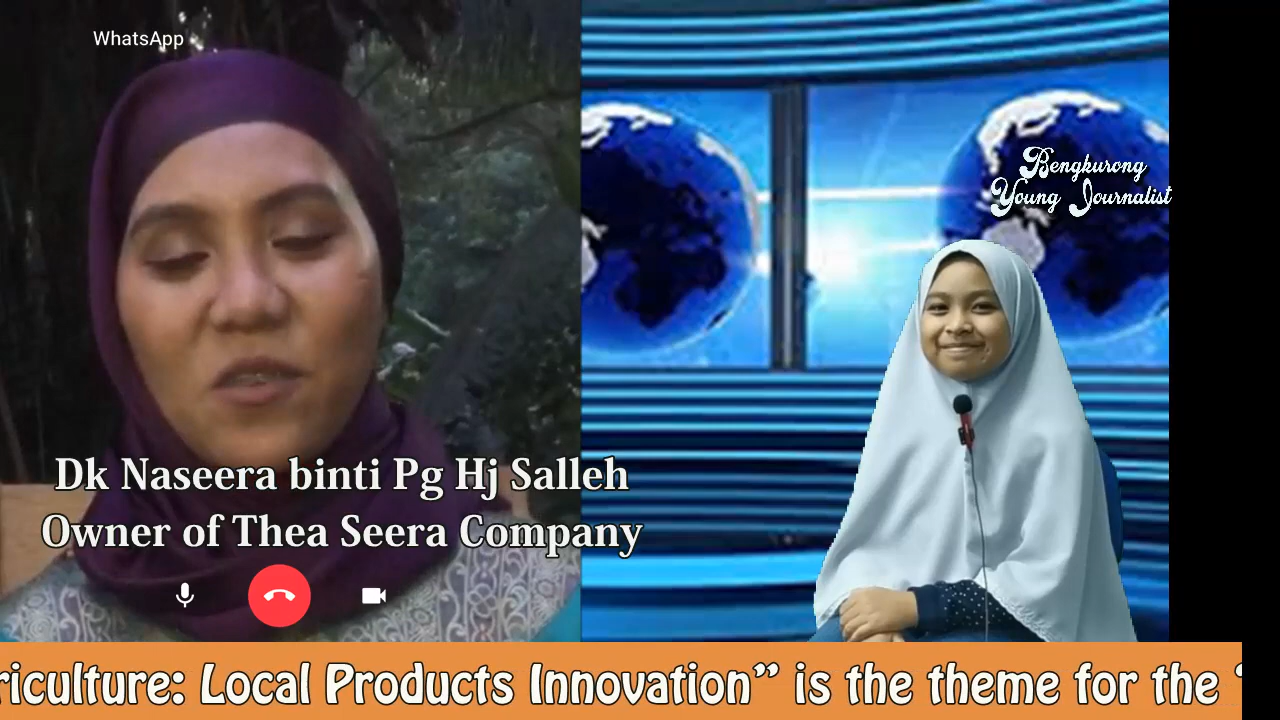 WhatsApp
Bengkurong
Young Journalist
Dk Naseera binti Pg Hj Salleh
Owner of Thea Seera Company
riculture: Local Products Innovation” is the theme for the “